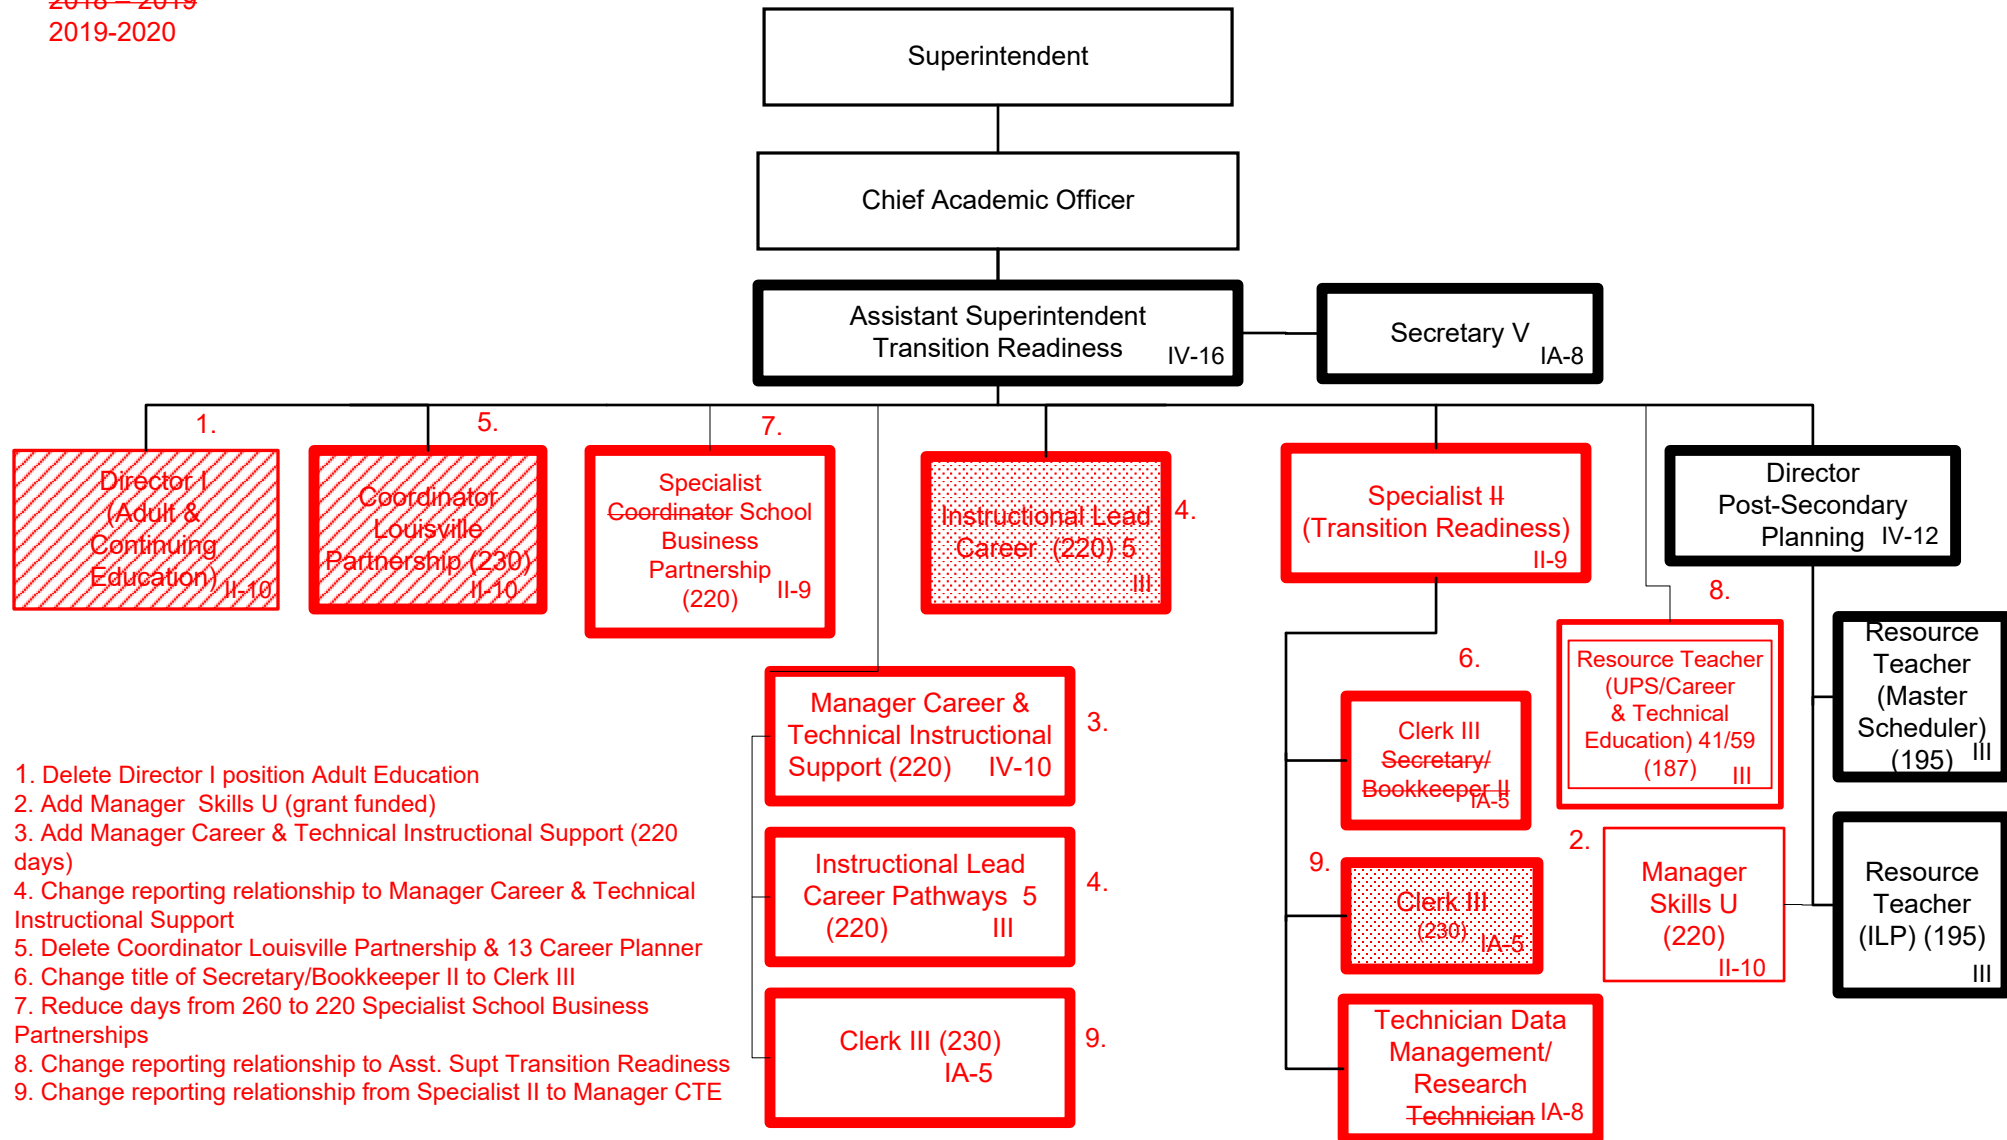 2018 – 2019
2019-2020
Superintendent
Chief Academic Officer
Assistant Superintendent
Transition Readiness
IV-16
Secretary V
IA-8
1.
Director I
(Adult &
Continuing
Education)
II-10
5.
Coordinator
Louisville
Partnership (230)
II-10
7.
Specialist
Coordinator School
Business
Partnership
(220)
II-9
Instructional Lead
Career (220) 5
III
4.
Specialist II
(Transition Readiness)
II-9
Director
Post-Secondary
Planning
IV-12
8.
Resource Teacher
(UPS/Career
& Technical
Education) 41/59
(187)
III
Resource
Teacher
(Master
Scheduler)
(195)
III
Manager Career &
Technical Instructional
Support (220) IV-10
3.
6.
Clerk III
Secretary/
Bookkeeper II
IA-5
Instructional Lead
Career Pathways 5
(220) III
4.
9.
Clerk III
(230)
IA-5
2.
Manager
Skills U
(220)
II-10
Resource
Teacher
(ILP) (195)
III
Clerk III (230)
IA-5
9.
Technician Data
Management/
Research
Technician
IA-8
1. Delete Director I position Adult Education
2. Add Manager Skills U (grant funded)
3. Add Manager Career & Technical Instructional Support (220
days)
4. Change reporting relationship to Manager Career & Technical
Instructional Support
5. Delete Coordinator Louisville Partnership & 13 Career Planner
6. Change title of Secretary/Bookkeeper II to Clerk III
7. Reduce days from 260 to 220 Specialist School Business
Partnerships
8. Change reporting relationship to Asst. Supt Transition Readiness
9. Change reporting relationship from Specialist II to Manager CTE